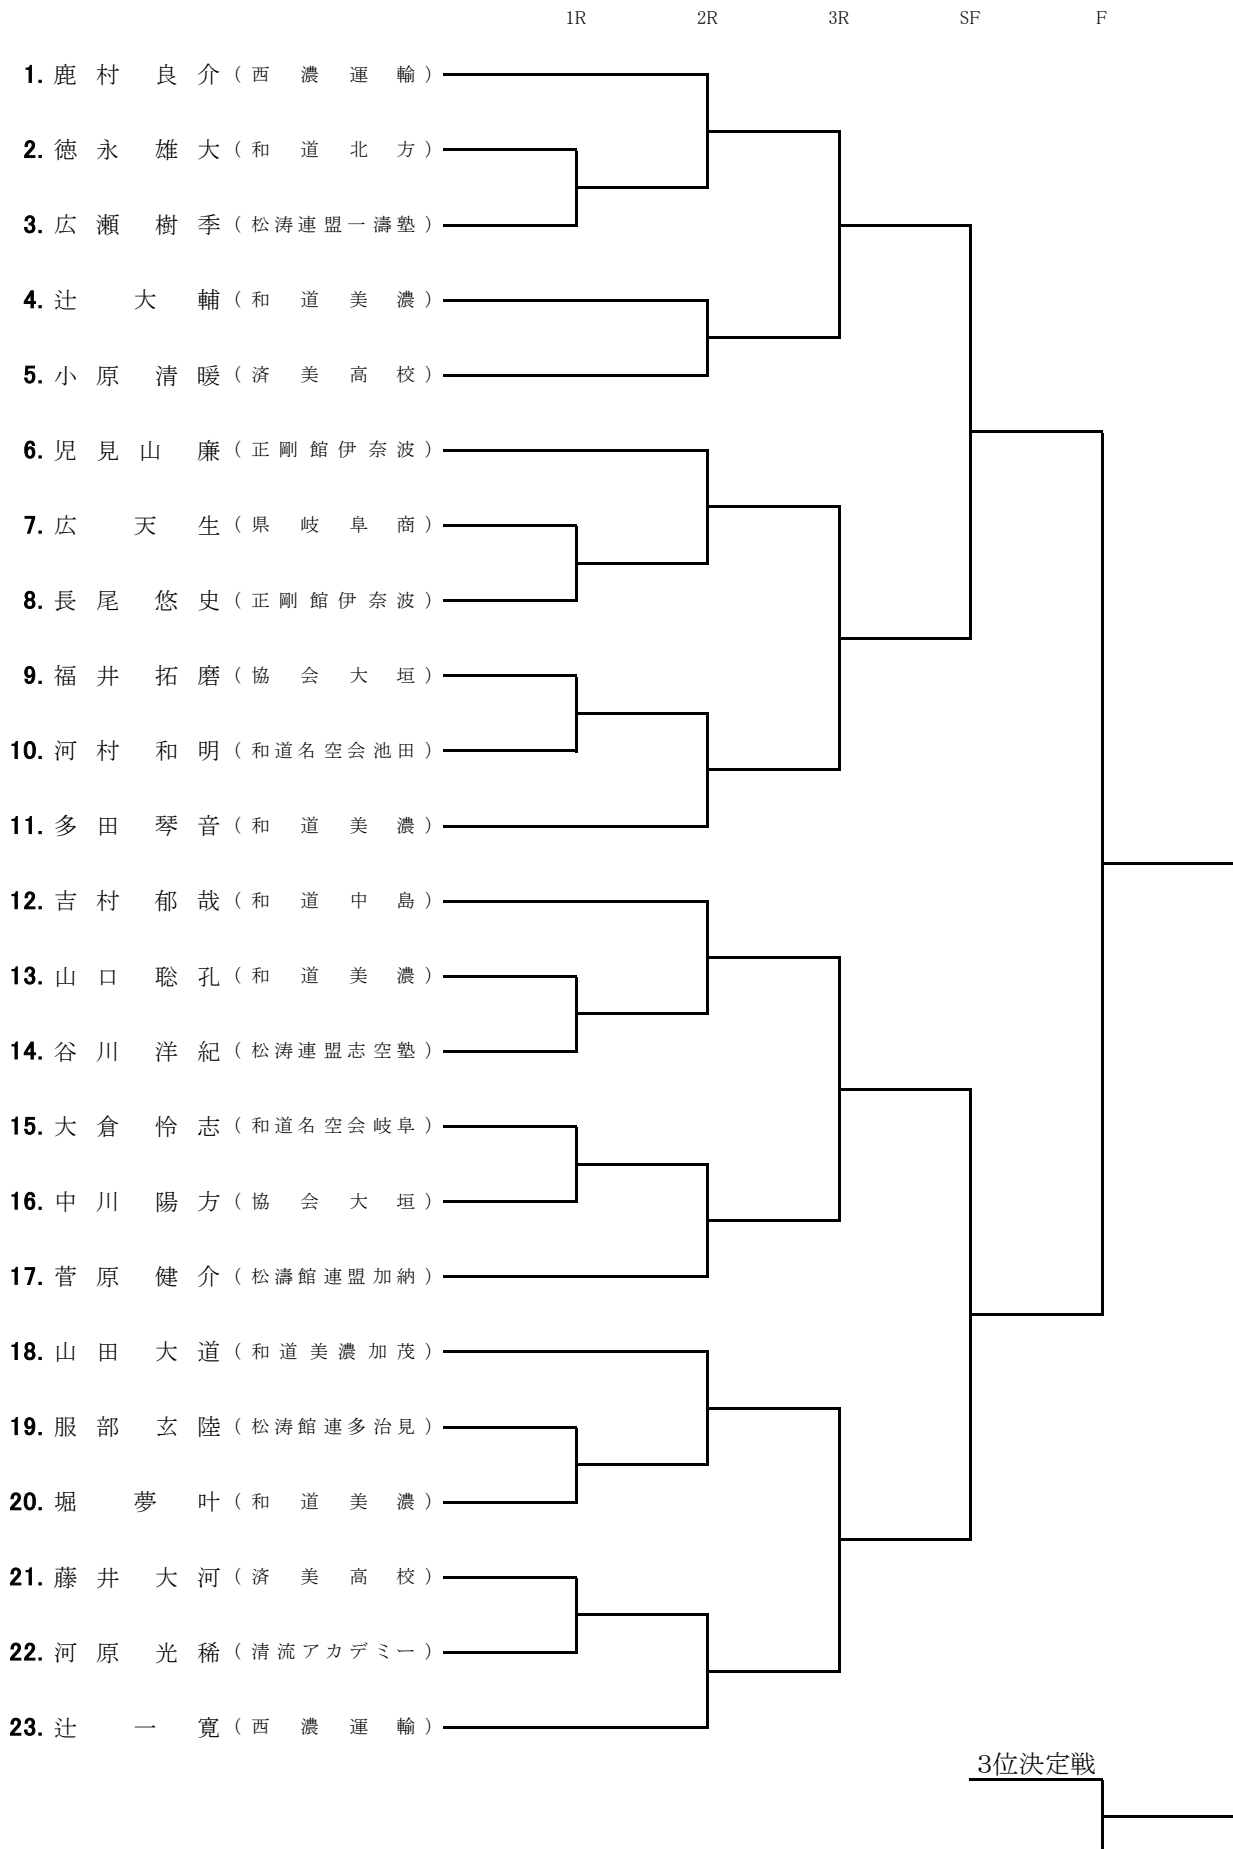 1R 2R 3R SF F
1. 鹿村 良介 (西濃運輸)
2. 徳永 雄大 (和道北方)
3. 広瀬 樹季 (松涛連盟一濤塾)
4. 辻 大輔 (和道美濃)
5. 小原 清暖 (済美高校)
6. 児見山 廉 (正剛館伊奈波)
7. 広 天生 (県岐阜商)
8. 長尾 悠史 (正剛館伊奈波)
9. 福井 拓磨 (協会大垣)
10. 河村 和明 (和道名空会池田)
11. 多田 琴音 (和道美濃)
12. 吉村 郁哉 (和道中島)
13. 山口 聡孔 (和道美濃)
14. 谷川 洋紀 (松涛連盟志空塾)
15. 大倉 怜志 (和道名空会岐阜)
16. 中川 陽方 (協会大垣)
17. 菅原 健介 (松濤館連盟加納)
18. 山田 大道 (和道美濃加茂)
19. 服部 玄陸 (松涛館連多治見)
20. 堀 夢叶 (和道美濃)
21. 藤井 大河 (済美高校)
22. 河原 光稀 (清流アカデミー)
23. 辻 一寛 (西濃運輸)
3位決定戦